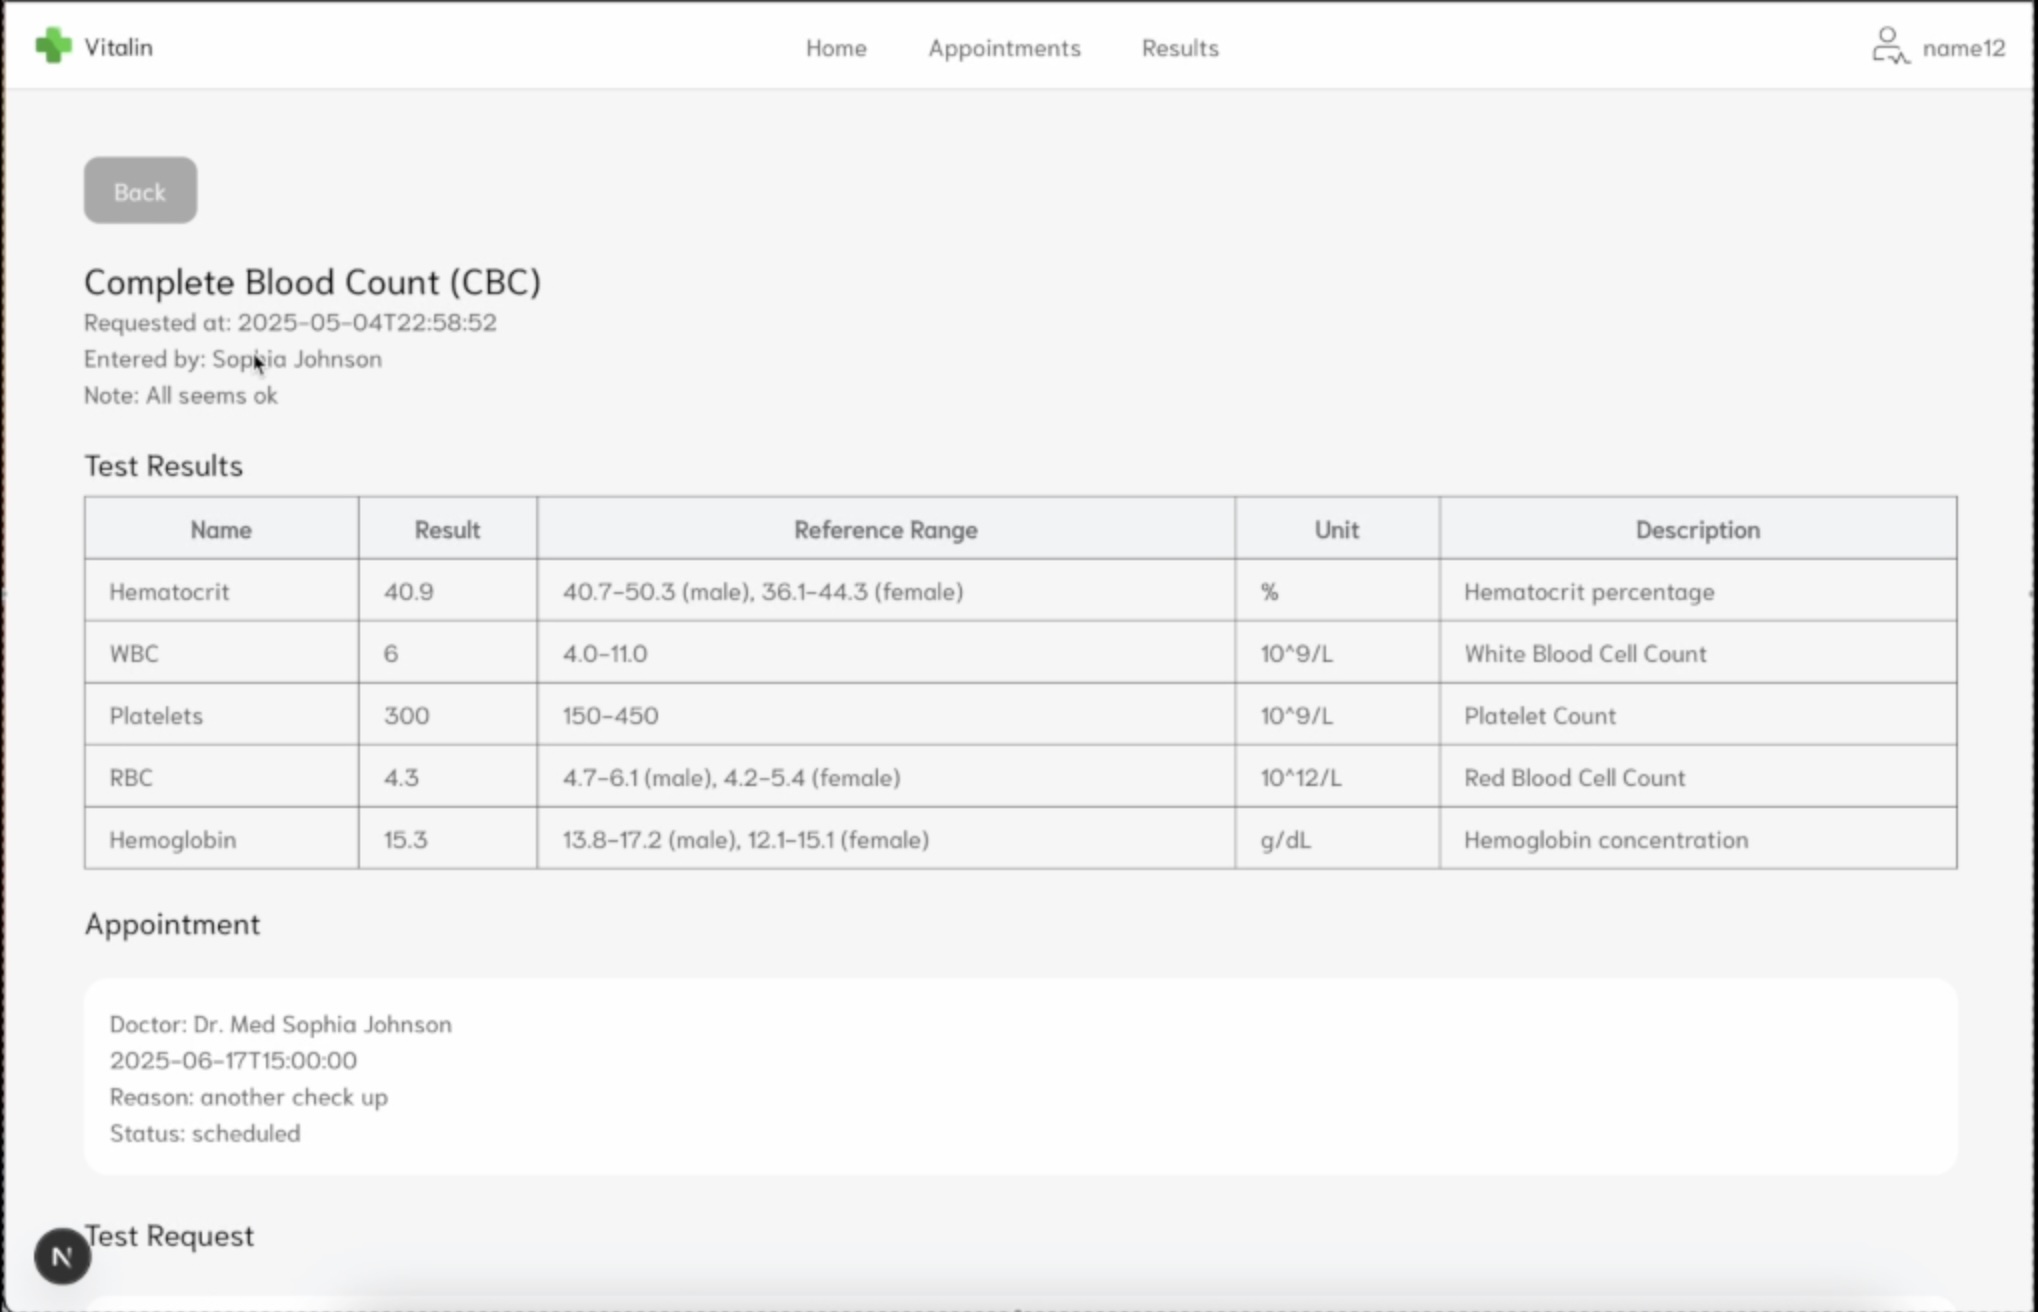 Vitalin Home Appointments Results name12
Back
Complete Blood Count (CBC)
Requested at: 2025-05-04T22:58:52
Entered by: Sophia Johnson
Note: All seems ok
Test Results
Name Result Reference Range Unit Description
Hematocrit 40.9 40.7-50.3 (male), 36.1-44.3 (female) % Hematocrit percentage
WBC 6 4.0-11.0 10^9/L White Blood Cell Count
Platelets 300 150-450 10^9/L Platelet Count
RBC 4.3 4.7-6.1 (male), 4.2-5.4 (female) 10^12/L Red Blood Cell Count
Hemoglobin 15.3 13.8-17.2 (male), 12.1-15.1 (female) g/dL Hemoglobin concentration
Appointment
Doctor: Dr. Med Sophia Johnson
2025-06-17T15:00:00
Reason: another check up
Status: scheduled
Test Request
N